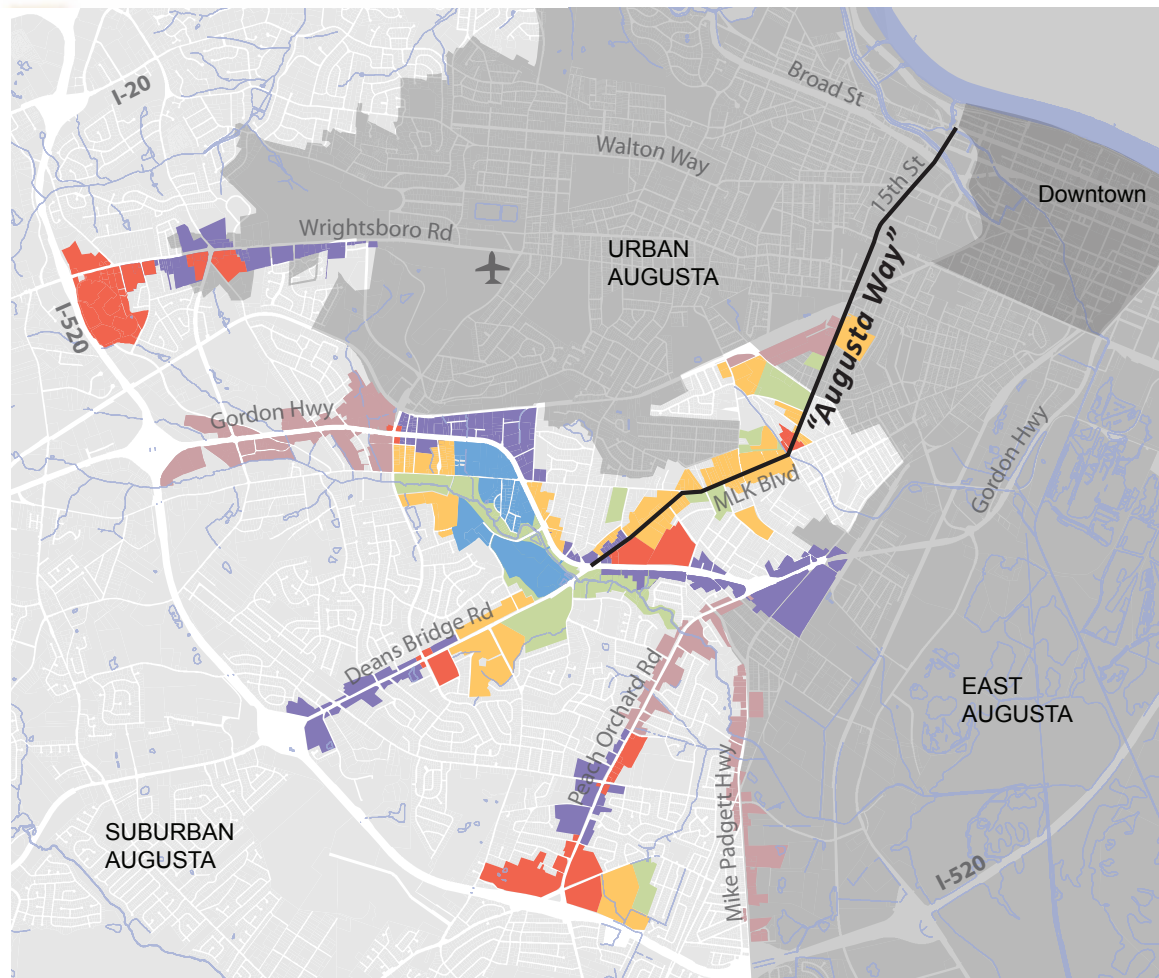 I-20
Broad St
Walton Way
15th St
Downtown
Wrightsboro Rd
URBAN
AUGUSTA
"Augusta Way"
I-520
Gordon Hwy
Gordon Hwy
MLK Blvd
Deans Bridge Rd
Peach Orchard Rd
EAST
AUGUSTA
Mike Padgett Hwy
SUBURBAN
AUGUSTA
I-520